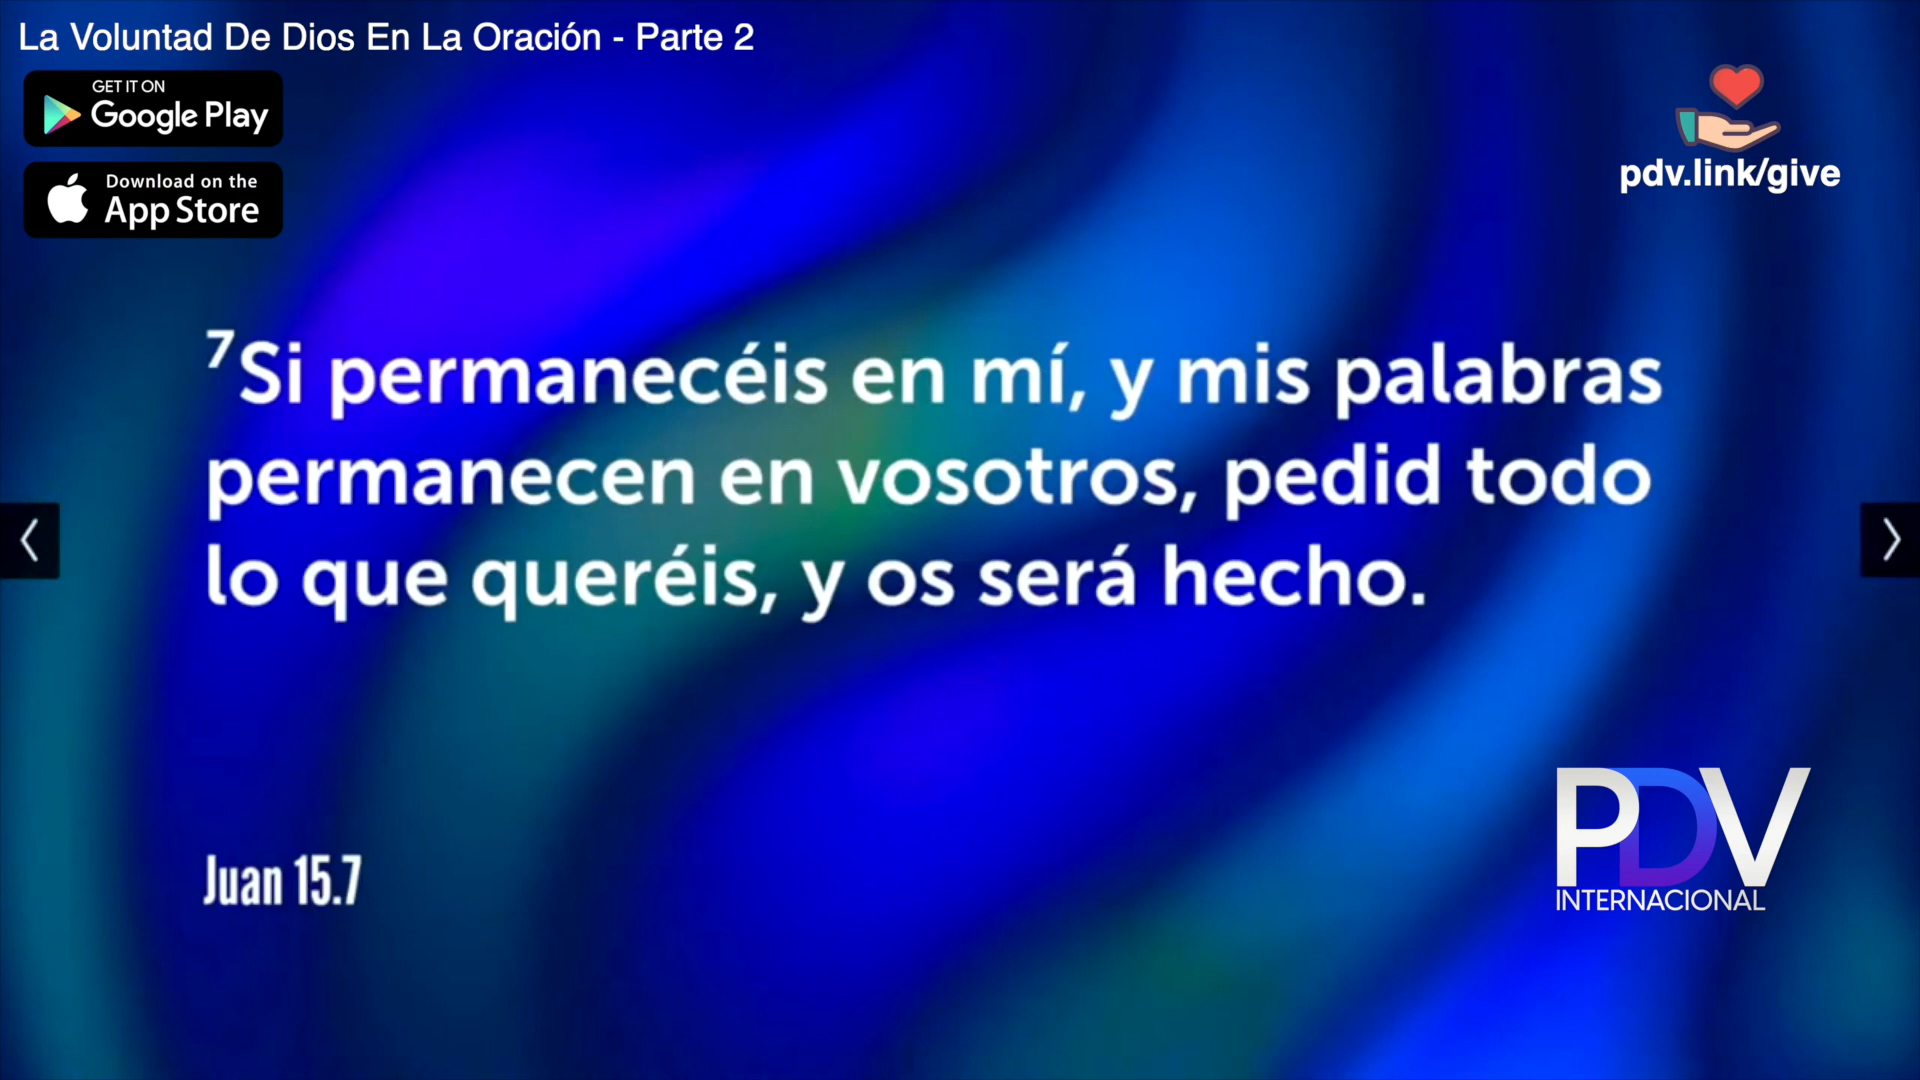 La Voluntad De Dios En La Oración - Parte 2
GET IT ON
Google Play
Download on the
App Store
pdv.link/give
⁷Si permanecéis en mí, y mis palabras
permanecen en vosotros, pedid todo
lo que queréis, y os será hecho.
Juan 15.7
PDV
INTERNACIONAL